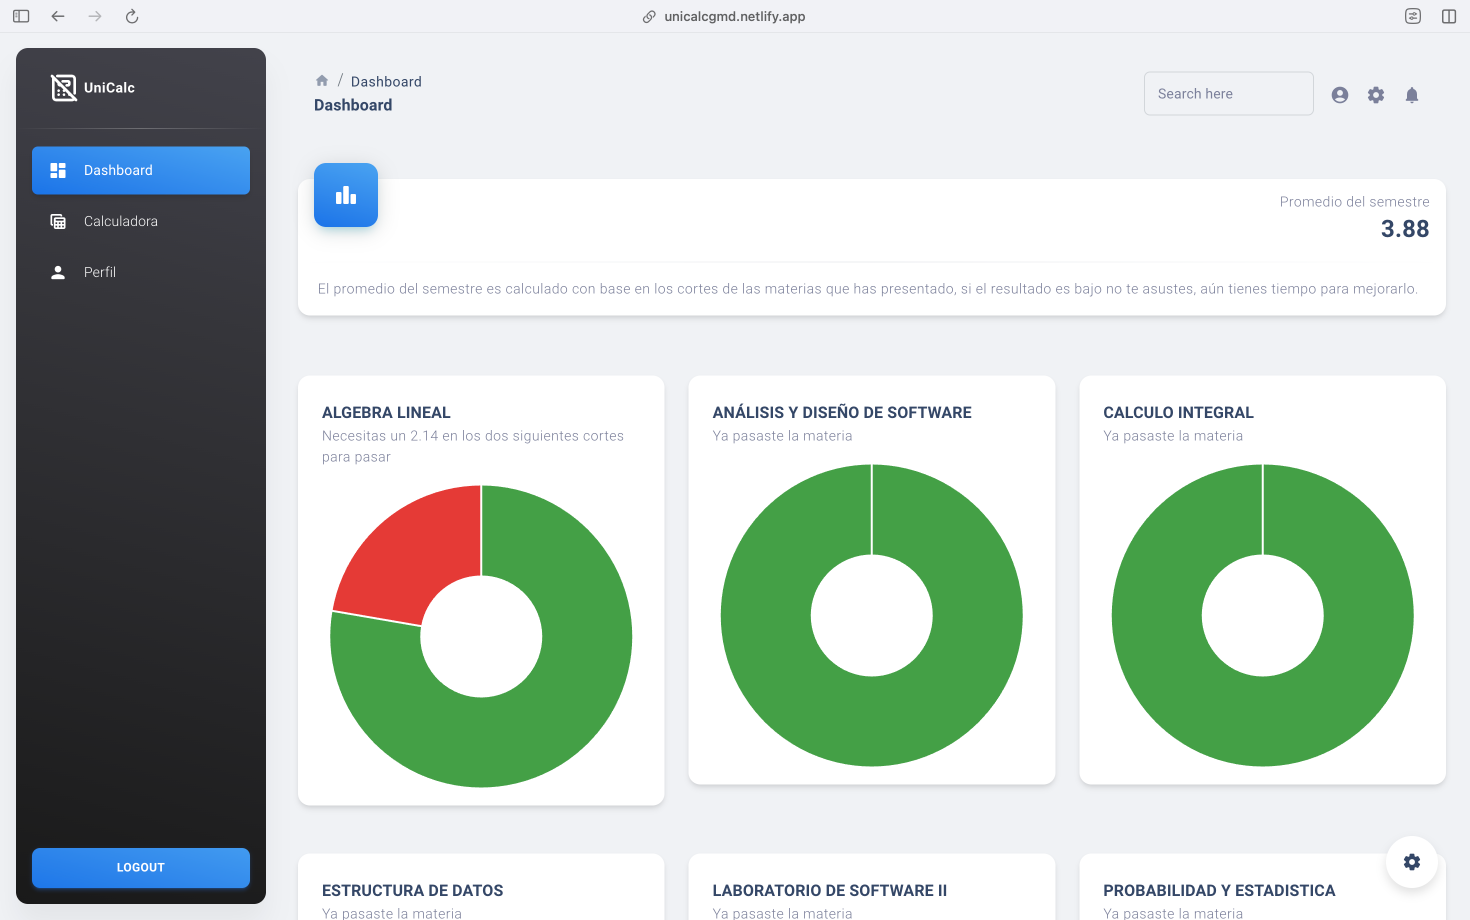 unicalcgmd.netlify.app
UniCalc
Dashboard
Calculadora
Perfil
LOGOUT
/ Dashboard
Dashboard
Search here
Promedio del semestre
3.88
El promedio del semestre es calculado con base en los cortes de las materias que has presentado, si el resultado es bajo no te asustes, aún tienes tiempo para mejorarlo.
ALGEBRA LINEAL
Necesitas un 2.14 en los dos siguientes cortes
para pasar
ANÁLISIS Y DISEÑO DE SOFTWARE
Ya pasaste la materia
CALCULO INTEGRAL
Ya pasaste la materia
ESTRUCTURA DE DATOS
Ya pasaste la materia
LABORATORIO DE SOFTWARE II
Ya pasaste la materia
PROBABILIDAD Y ESTADISTICA
Ya pasaste la materia